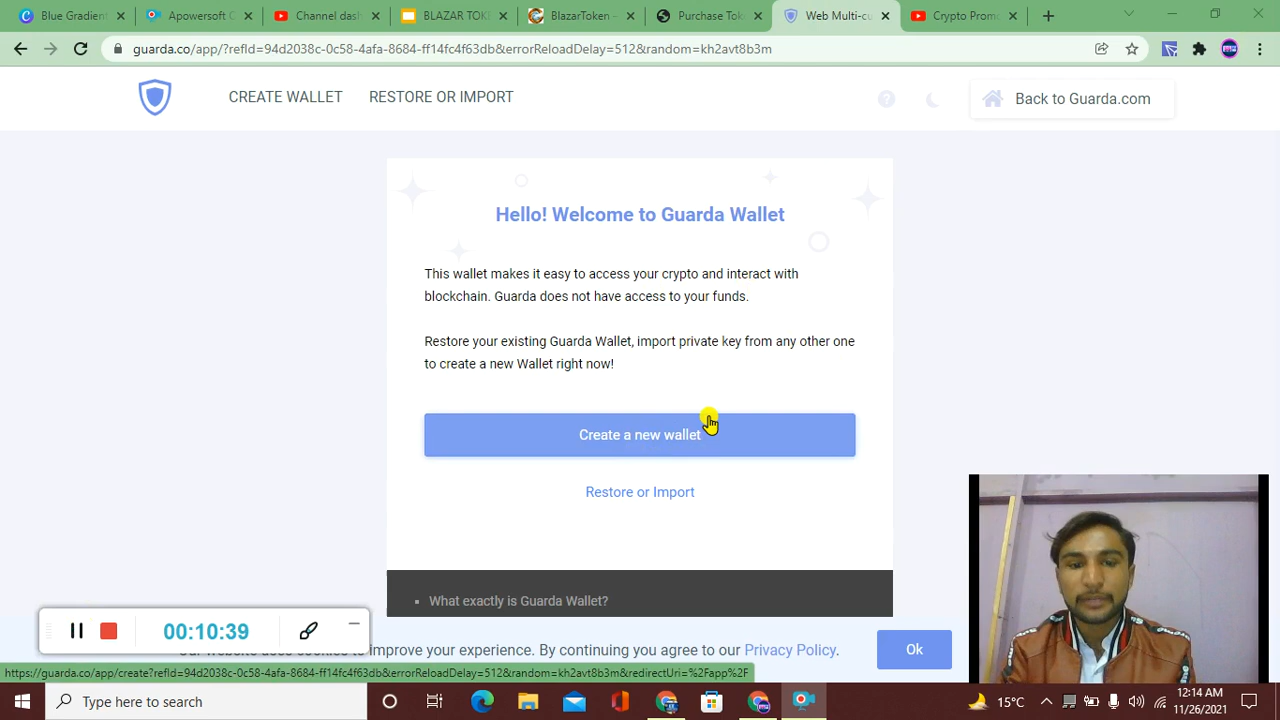 Blue Gradient
Apowersoft C
Channel dash
BLAZAR TOKE
BlazarToken –
Purchase Tok
Web Multi-cu
Crypto Promo
guarda.co/app/?refId=94d2038c-0c58-4afa-8684-ff14fc4f63db&errorReloadDelay=512&random=kh2avt8b3m
CREATE WALLET
RESTORE OR IMPORT
Back to Guarda.com
Hello! Welcome to Guarda Wallet
This wallet makes it easy to access your crypto and interact with
blockchain. Guarda does not have access to your funds.
Restore your existing Guarda Wallet, import private key from any other one
to create a new Wallet right now!
Create a new wallet
Restore or Import
What exactly is Guarda Wallet?
00:10:39
improve your experience. By continuing you agree to our Privacy Policy.
Ok
https://guarda.co/app/create?refId=94d2038c-0c58-4afa-8684-ff14fc4f63db&errorReloadDelay=512&random=kh2avt8b3m&redirectUri=%2Fapp%2F
Type here to search
15°C
12:14 AM
11/26/2021